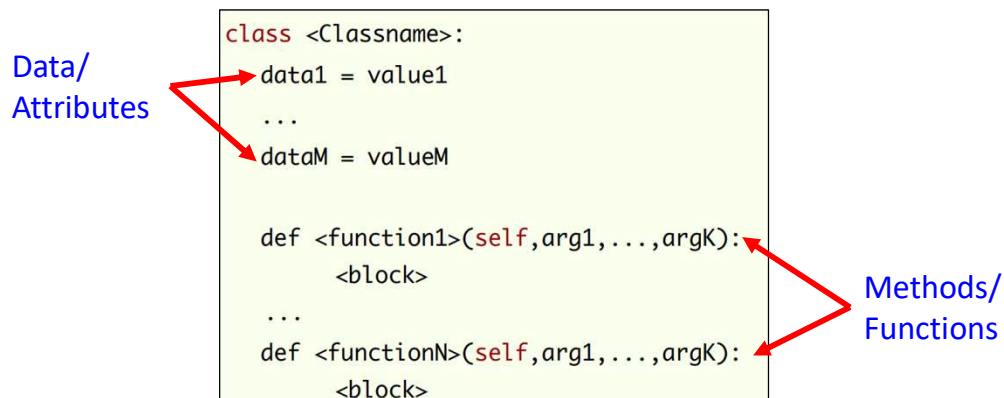 class <Classname>:
Data/
Attributes
data1 = value1
...
dataM = valueM
def <function1>(self,arg1,...,argK):
<block>
...
def <functionN>(self,arg1,...,argK):
<block>
Methods/
Functions